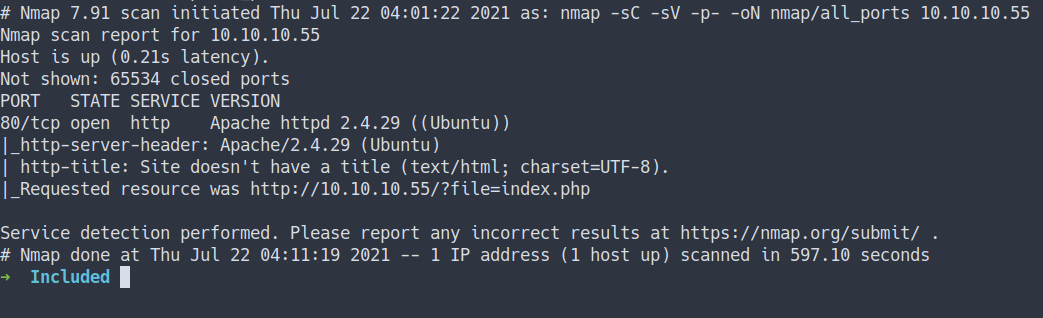 # Nmap 7.91 scan initiated Thu Jul 22 04:01:22 2021 as: nmap -sC -sV -p- -oN nmap/all_ports 10.10.10.55
Nmap scan report for 10.10.10.55
Host is up (0.21s latency).
Not shown: 65534 closed ports
PORT   STATE SERVICE VERSION
80/tcp open  http    Apache httpd 2.4.29 ((Ubuntu))
|_http-server-header: Apache/2.4.29 (Ubuntu)
| http-title: Site doesn't have a title (text/html; charset=UTF-8).
|_Requested resource was http://10.10.10.55/?file=index.php

Service detection performed. Please report any incorrect results at https://nmap.org/submit/ .
# Nmap done at Thu Jul 22 04:11:19 2021 -- 1 IP address (1 host up) scanned in 597.10 seconds
→  Included